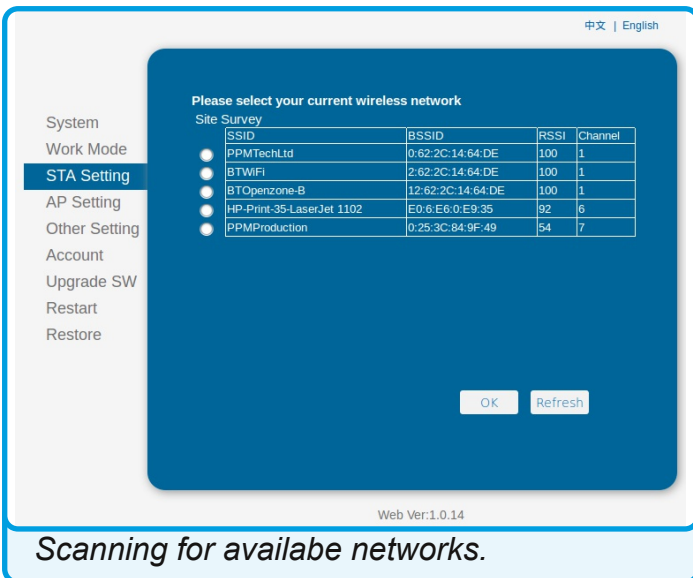 中文 | English
Please select your current wireless network
Site Survey
SSID BSSID RSSI Channel
PPMTechLtd 0:62:2C:14:64:DE 100 1
BTWiFi 2:62:2C:14:64:DE 100 1
BTOpenzone-B 12:62:2C:14:64:DE 100 1
HP-Print-35-LaserJet 1102 E0:6:E6:0:E9:35 92 6
PPMProduction 0:25:3C:84:9F:49 54 7
System
Work Mode
STA Setting
AP Setting
Other Setting
Account
Upgrade SW
Restart
Restore
OK Refresh
Web Ver:1.0.14
Scanning for availabe networks.